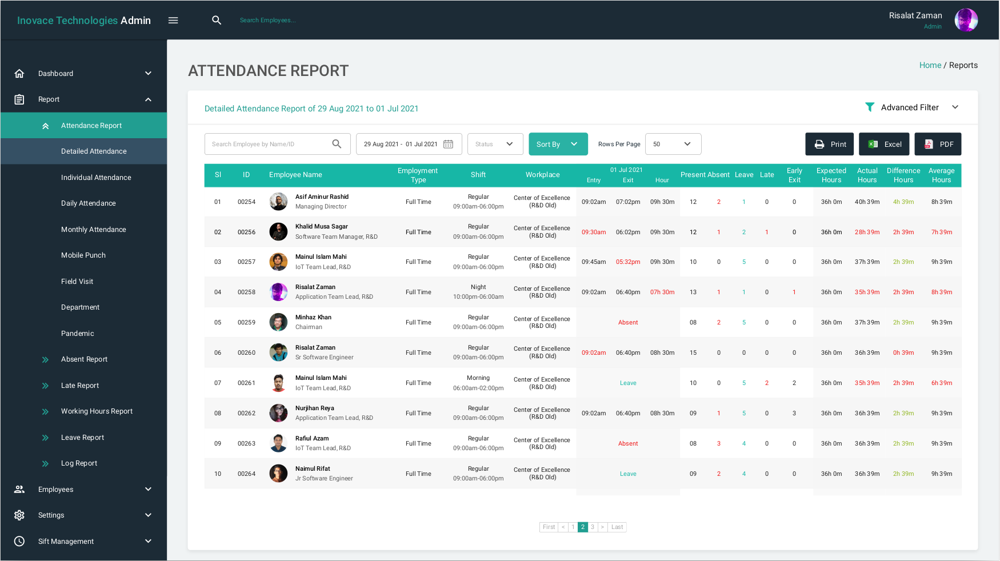 Inovace Technologies Admin
Search Employees...
Risalat Zaman
Admin
Dashboard
Report
Attendance Report
Detailed Attendance
Individual Attendance
Daily Attendance
Monthly Attendance
Mobile Punch
Field Visit
Department
Pandemic
Absent Report
Late Report
Working Hours Report
Leave Report
Log Report
Employees
Settings
Sift Management
ATTENDANCE REPORT
Home / Reports
Detailed Attendance Report of 29 Aug 2021 to 01 Jul 2021
Advanced Filter
Search Employee by Name/ID
29 Aug 2021 - 01 Jul 2021
Status
Sort By
Rows Per Page
50
Print
Excel
PDF
Sl ID Employee Name Employment Type Shift Workplace 01 Jul 2021 Entry Exit Hour Present Absent Leave Late Early Exit Expected Hours Actual Hours Difference Hours Average Hours
01 00254 Asif Aminur Rashid Managing Director Full Time Regular 09:00am-06:00pm Center of Excellence (R&D Old) 09:02am 07:02pm 09h 30m 12 2 1 0 0 36h 0m 40h 39m 4h 39m 8h 39m
02 00256 Khalid Musa Sagar Software Team Manager, R&D Full Time Regular 09:00am-06:00pm Center of Excellence (R&D Old) 09:30am 06:02pm 09h 30m 12 1 2 1 0 36h 0m 28h 39m 2h 39m 7h 39m
03 00257 Mainul Islam Mahi IoT Team Lead, R&D Full Time Regular 09:00am-06:00pm Center of Excellence (R&D Old) 09:45am 05:32pm 09h 30m 10 0 5 0 0 36h 0m 37h 39m 2h 39m 9h 39m
04 00258 Risalat Zaman Application Team Lead, R&D Full Time Night 10:00pm-06:00am Center of Excellence (R&D Old) 09:02am 06:40pm 07h 30m 13 1 1 0 1 36h 0m 35h 39m 2h 39m 8h 39m
05 00259 Minhaz Khan Chairman Full Time Regular 09:00am-06:00pm Center of Excellence (R&D Old) Absent 08 2 5 0 0 36h 0m 37h 39m 2h 39m 9h 39m
06 00260 Risalat Zaman Sr Software Engineer Full Time Regular 09:00am-06:00pm Center of Excellence (R&D Old) 09:02am 06:40pm 08h 30m 15 0 0 0 0 36h 0m 36h 39m 0h 39m 9h 39m
07 00261 Mainul Islam Mahi IoT Team Lead, R&D Full Time Morning 06:00am-02:00pm Center of Excellence (R&D Old) Leave 10 0 5 2 2 36h 0m 35h 39m 2h 39m 6h 39m
08 00262 Nurjihan Reya Application Team Lead, R&D Full Time Regular 09:00am-06:00pm Center of Excellence (R&D Old) 09:02am 06:40pm 08h 30m 09 1 5 0 3 36h 0m 36h 39m 2h 39m 9h 39m
09 00263 Rafiul Azam IoT Team Lead, R&D Full Time Regular 09:00am-06:00pm Center of Excellence (R&D Old) Absent 08 3 4 0 0 36h 0m 36h 39m 2h 39m 9h 39m
10 00264 Naimul Rifat Jr Software Engineer Full Time Regular 09:00am-06:00pm Center of Excellence (R&D Old) Leave 09 2 4 0 0 36h 0m 36h 39m 2h 39m 9h 39m
First < 1 2 3 > Last